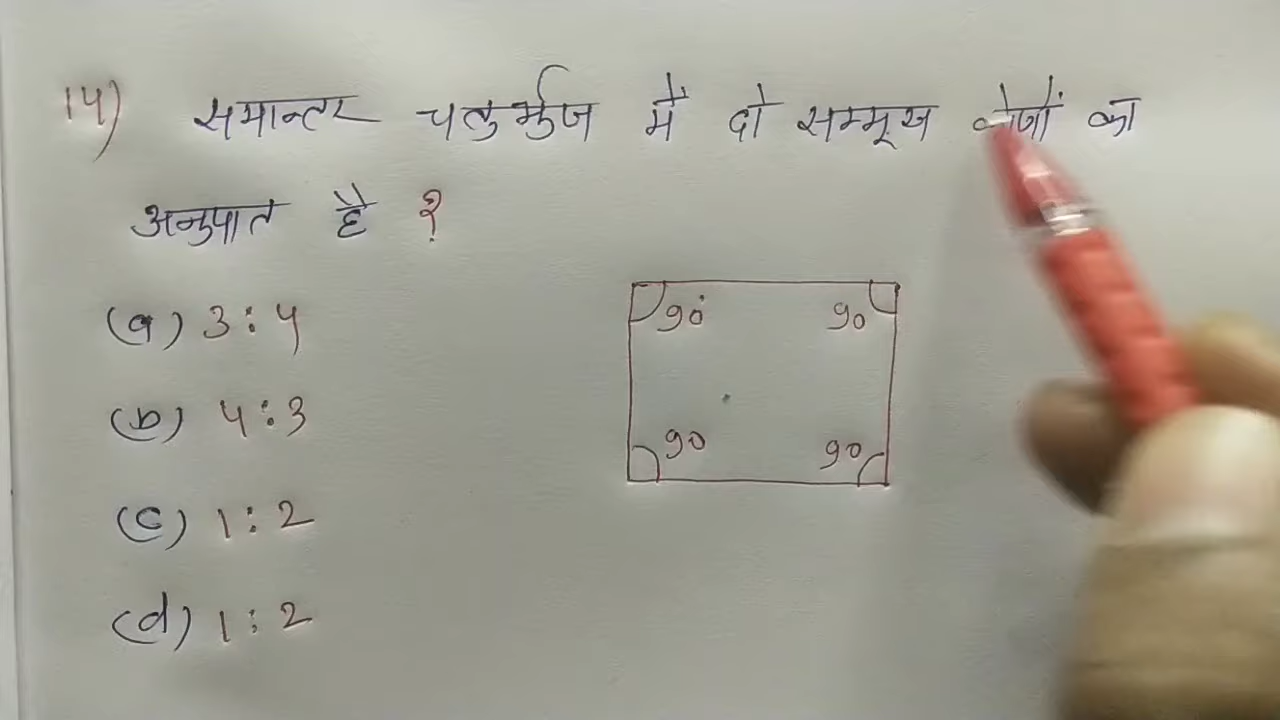 14) समान्तर चतुर्भुज में दो सम्मूख कोणों का
अनुपात है ?
(a) 3 : 4
(b) 4 : 3
(c) 1 : 2
(d) 1 : 2
90° 90
90 90